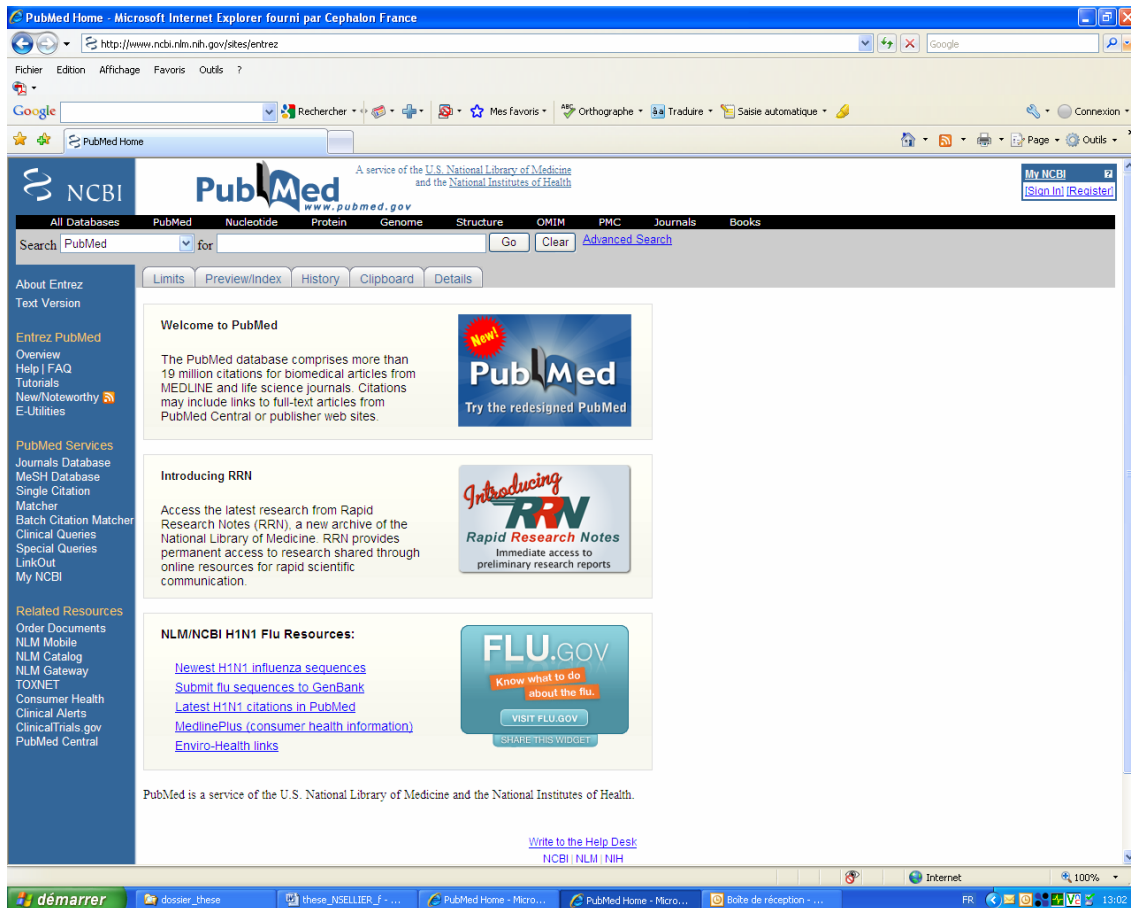 PubMed Home - Microsoft Internet Explorer fourni par Cephalon France
http://www.ncbi.nlm.nih.gov/sites/entrez
Google
Fichier Edition Affichage Favoris Outils ?
Google Rechercher Mes favoris Orthographe Traduire Saisie automatique Connexion
PubMed Home Page Outils
NCBI
PubMed
www.pubmed.gov
A service of the U.S. National Library of Medicine
and the National Institutes of Health
My NCBI ?
[Sign In] [Register]
All Databases PubMed Nucleotide Protein Genome Structure OMIM PMC Journals Books
Search PubMed for Go Clear Advanced Search
Limits Preview/Index History Clipboard Details
About Entrez
Text Version
Entrez PubMed
Overview
Help | FAQ
Tutorials
New/Noteworthy
E-Utilities
PubMed Services
Journals Database
MeSH Database
Single Citation
Matcher
Batch Citation Matcher
Clinical Queries
Special Queries
LinkOut
My NCBI
Related Resources
Order Documents
NLM Mobile
NLM Catalog
NLM Gateway
TOXNET
Consumer Health
Clinical Alerts
ClinicalTrials.gov
PubMed Central
Welcome to PubMed
The PubMed database comprises more than
19 million citations for biomedical articles from
MEDLINE and life science journals. Citations
may include links to full-text articles from
PubMed Central or publisher web sites.
New!
PubMed
Try the redesigned PubMed
Introducing RRN
Access the latest research from Rapid
Research Notes (RRN), a new archive of the
National Library of Medicine. RRN provides
permanent access to research shared through
online resources for rapid scientific
communication.
Introducing
RRN
Rapid Research Notes
Immediate access to
preliminary research reports
NLM/NCBI H1N1 Flu Resources:
Newest H1N1 influenza sequences
Submit flu sequences to GenBank
Latest H1N1 citations in PubMed
MedlinePlus (consumer health information)
Enviro-Health links
FLU.GOV
Know what to do
about the flu.
VISIT FLU.GOV
SHARE THIS WIDGET
PubMed is a service of the U.S. National Library of Medicine and the National Institutes of Health.
Write to the Help Desk
NCBI | NLM | NIH
Internet 100%
démarrer dossier_these these_NSELLIER_f - ... PubMed Home - Micro... PubMed Home - Micro... Boîte de réception - ... FR 13:02